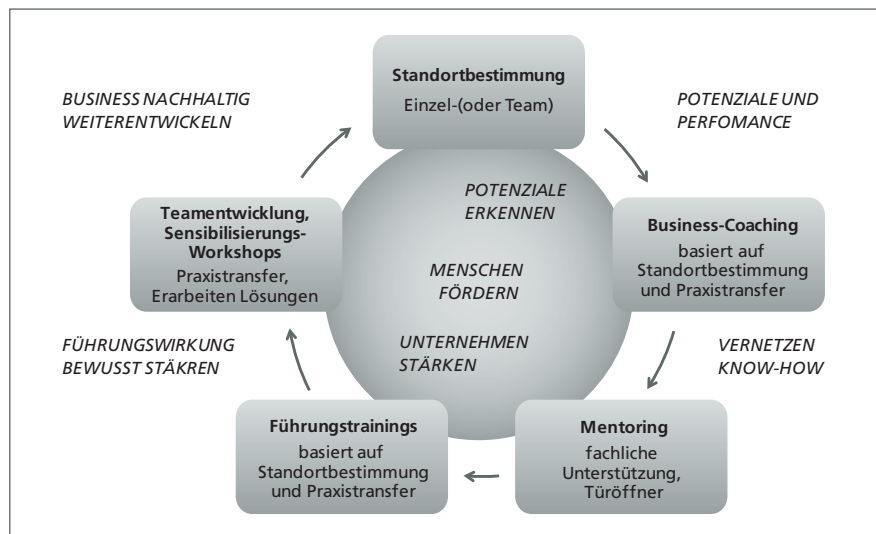 Standortbestimmung
Einzel-(oder Team)
POTENZIALE UND
PERFOMANCE
Business-Coaching
basiert auf
Standortbestimmung
und Praxistransfer
VERNETZEN
KNOW-HOW
Mentoring
fachliche
Unterstützung,
Türöffner
Führungstrainings
basiert auf
Standortbestimmung
und Praxistransfer
FÜHRUNGSWIRKUNG
BEWUSST STÄKREN
Teamentwicklung,
Sensibilisierungs-
Workshops
Praxistransfer,
Erarbeiten Lösungen
BUSINESS NACHHALTIG
WEITERENTWICKELN
POTENZIALE
ERKENNEN
MENSCHEN
FÖRDERN
UNTERNEHMEN
STÄRKEN